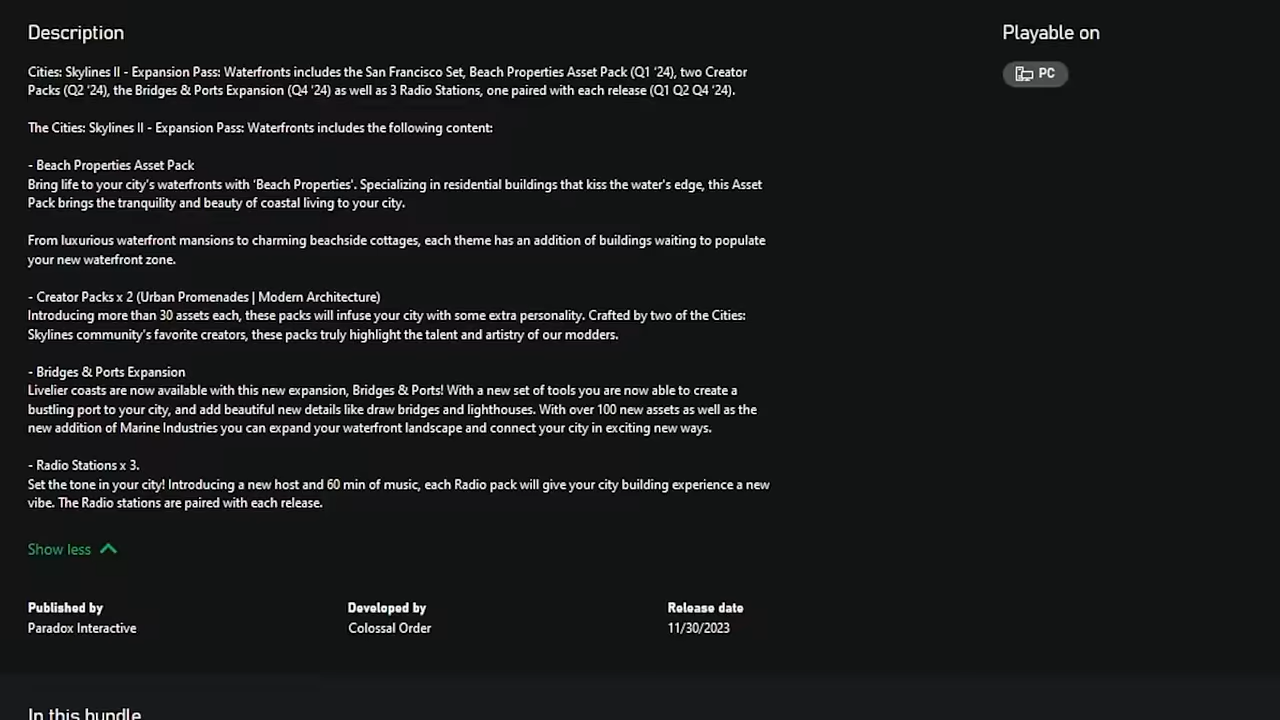 Description
Playable on
PC
Cities: Skylines II - Expansion Pass: Waterfronts includes the San Francisco Set, Beach Properties Asset Pack (Q1 '24), two Creator
Packs (Q2 '24), the Bridges & Ports Expansion (Q4 '24) as well as 3 Radio Stations, one paired with each release (Q1 Q2 Q4 '24).
The Cities: Skylines II - Expansion Pass: Waterfronts includes the following content:
- Beach Properties Asset Pack
Bring life to your city's waterfronts with 'Beach Properties'. Specializing in residential buildings that kiss the water's edge, this Asset
Pack brings the tranquility and beauty of coastal living to your city.
From luxurious waterfront mansions to charming beachside cottages, each theme has an addition of buildings waiting to populate
your new waterfront zone.
- Creator Packs x 2 (Urban Promenades | Modern Architecture)
Introducing more than 30 assets each, these packs will infuse your city with some extra personality. Crafted by two of the Cities:
Skylines community's favorite creators, these packs truly highlight the talent and artistry of our modders.
- Bridges & Ports Expansion
Livelier coasts are now available with this new expansion, Bridges & Ports! With a new set of tools you are now able to create a
bustling port to your city, and add beautiful new details like draw bridges and lighthouses. With over 100 new assets as well as the
new addition of Marine Industries you can expand your waterfront landscape and connect your city in exciting new ways.
- Radio Stations x 3.
Set the tone in your city! Introducing a new host and 60 min of music, each Radio pack will give your city building experience a new
vibe. The Radio stations are paired with each release.
Show less
Published by
Paradox Interactive
Developed by
Colossal Order
Release date
11/30/2023
In this bundle